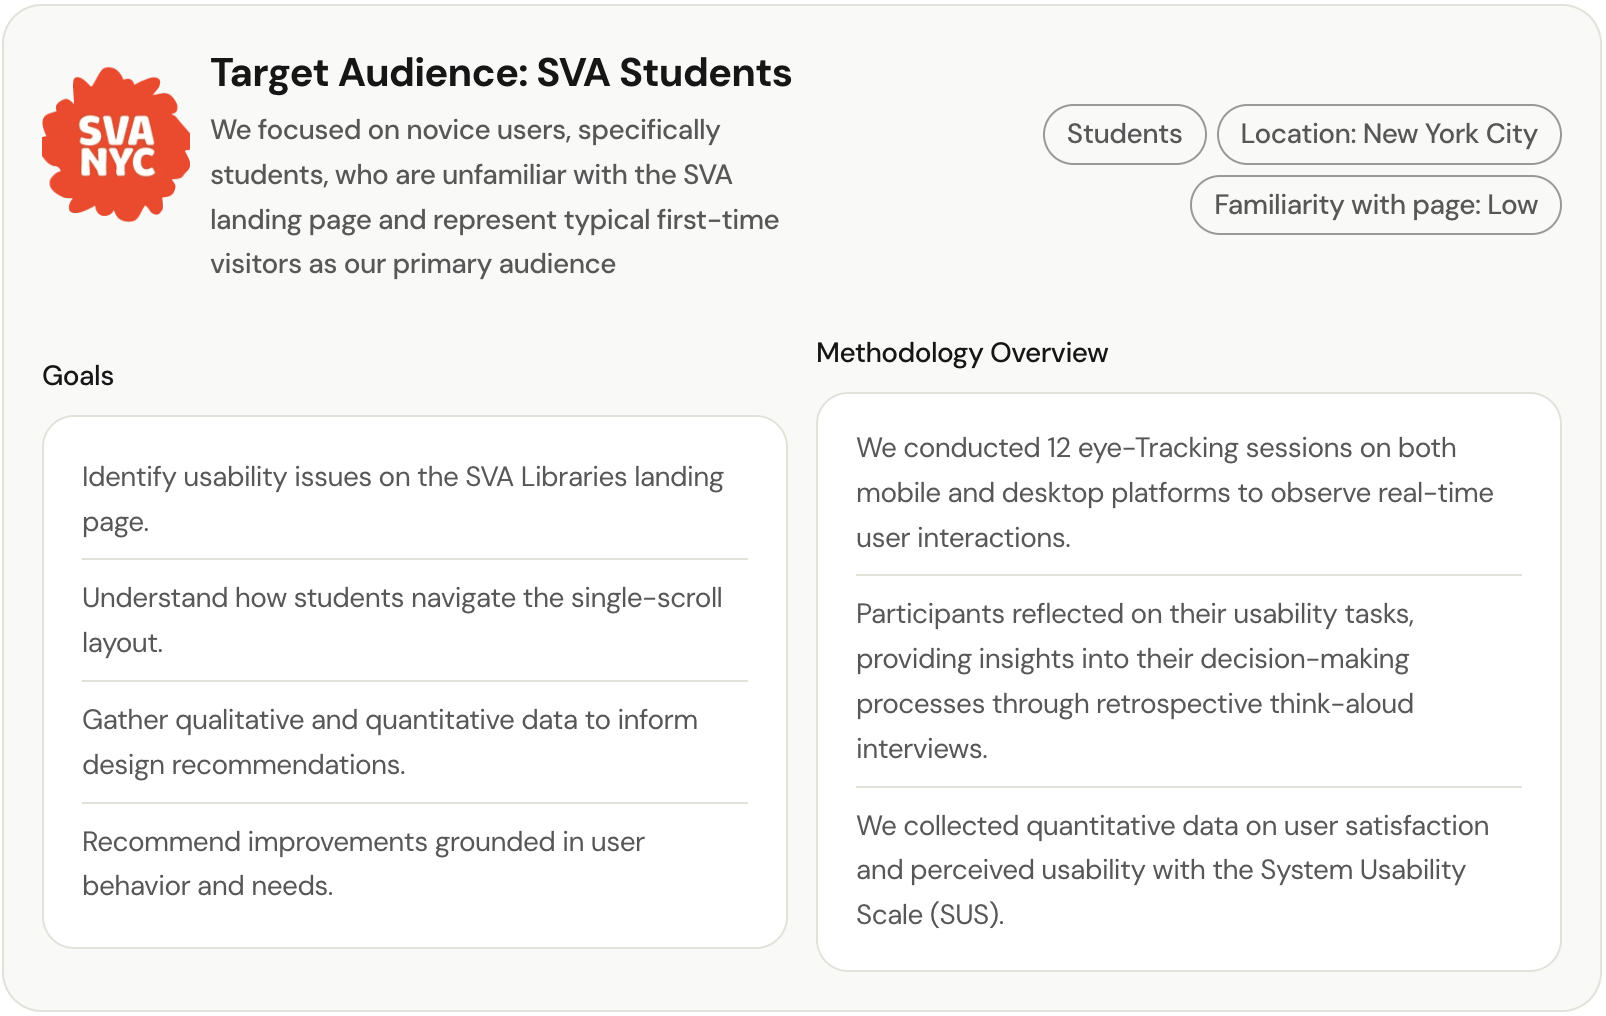 SVA
NYC
Target Audience: SVA Students
We focused on novice users, specifically
students, who are unfamiliar with the SVA
landing page and represent typical first-time
visitors as our primary audience
Students
Location: New York City
Familiarity with page: Low
Goals
Identify usability issues on the SVA Libraries landing
page.
Understand how students navigate the single-scroll
layout.
Gather qualitative and quantitative data to inform
design recommendations.
Recommend improvements grounded in user
behavior and needs.
Methodology Overview
We conducted 12 eye-Tracking sessions on both
mobile and desktop platforms to observe real-time
user interactions.
Participants reflected on their usability tasks,
providing insights into their decision-making
processes through retrospective think-aloud
interviews.
We collected quantitative data on user satisfaction
and perceived usability with the System Usability
Scale (SUS).